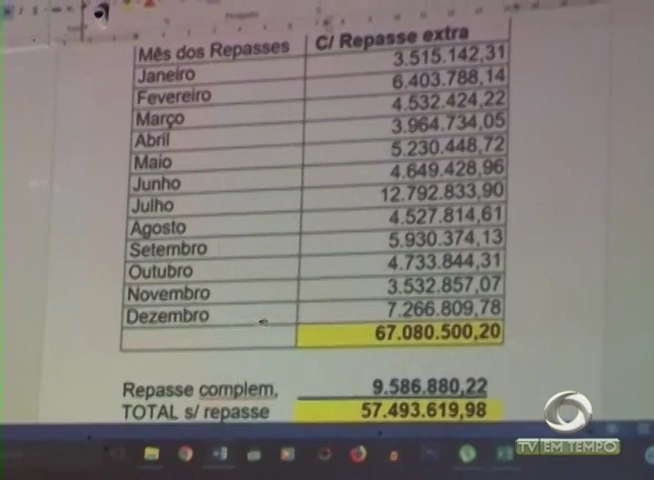 Mês dos Repasses C/ Repasse extra
Janeiro 3.515.142,31
Fevereiro 6.403.788,14
Março 4.532.424,22
Abril 3.964.734,05
Maio 5.230.448,72
Junho 4.649.428,96
Julho 12.792.833,90
Agosto 4.527.814,61
Setembro 5.930.374,13
Outubro 4.733.844,31
Novembro 3.532.857,07
Dezembro 7.266.809,78
67.080.500,20
Repasse complem, 9.586.880,22
TOTAL s/ repasse 57.493.619,98
TV EM TEMPO